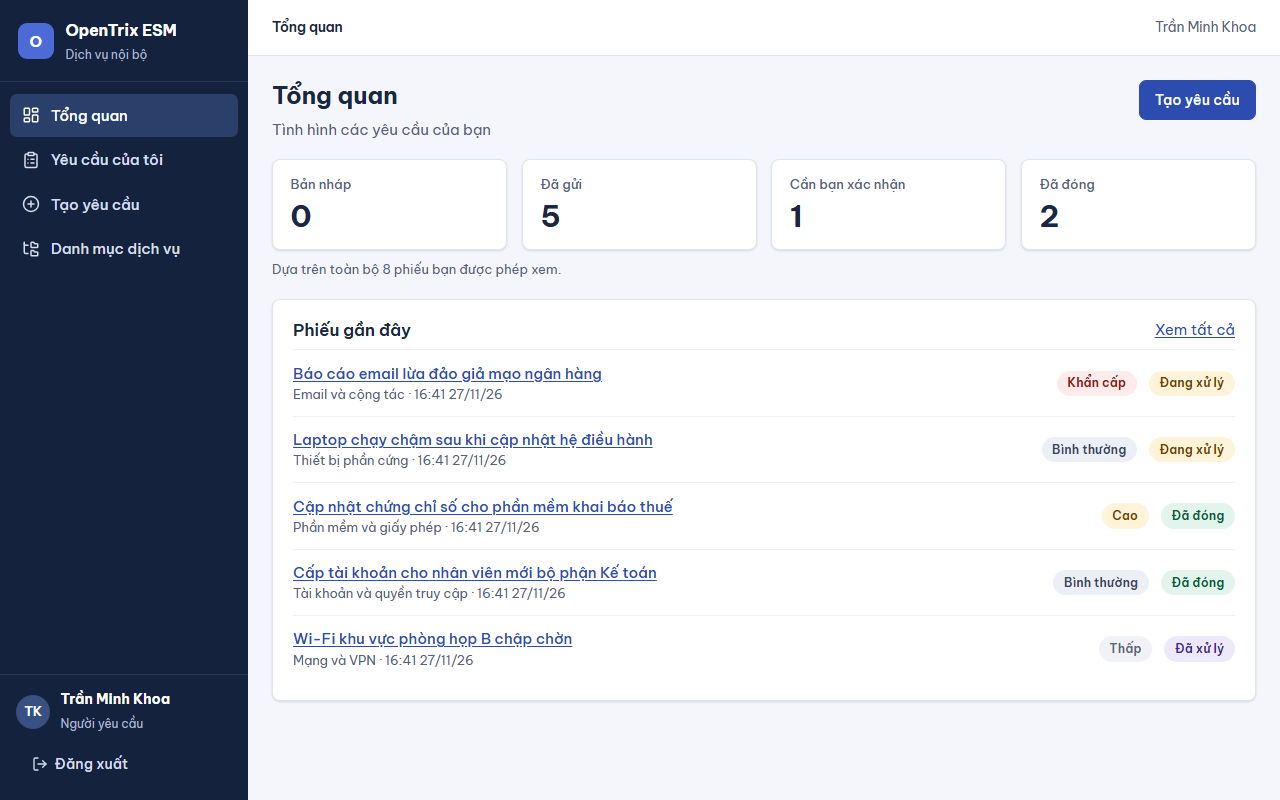 O
OpenTrix ESM
Dịch vụ nội bộ
Tổng quan
Yêu cầu của tôi
Tạo yêu cầu
Danh mục dịch vụ
TK
Trần MInh Khoa
Người yêu cầu
Đăng xuất
Tổng quan
Trần Minh Khoa
Tổng quan
Tình hình các yêu cầu của bạn
Tạo yêu cầu
Bản nháp
0
Đã gửi
5
Cần bạn xác nhận
1
Đã đóng
2
Dựa trên toàn bộ 8 phiếu bạn được phép xem.
Phiếu gần đây
Xem tất cả
Báo cáo email lừa đảo giả mạo ngân hàng
Email và cộng tác · 16:41 27/11/26
Khẩn cấp
Đang xử lý
Laptop chạy chậm sau khi cập nhật hệ điều hành
Thiết bị phần cứng · 16:41 27/11/26
Bình thường
Đang xử lý
Cập nhật chứng chỉ số cho phần mềm khai báo thuế
Phần mềm và giấy phép · 16:41 27/11/26
Cao
Đã đóng
Cấp tài khoản cho nhân viên mới bộ phận Kế toán
Tài khoản và quyền truy cập · 16:41 27/11/26
Bình thường
Đã đóng
Wi-Fi khu vực phòng họp B chập chờn
Mạng và VPN · 16:41 27/11/26
Thấp
Đã xử lý